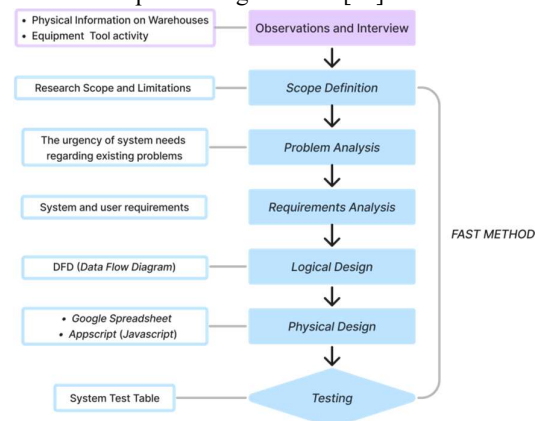 • Physical Information on Warehouses
• Equipment Tool activity
Observations and Interview
Research Scope and Limitations
Scope Definition
The urgency of system needs
regarding existing problems
Problem Analysis
System and user requirements
Requirements Analysis
FAST METHOD
DFD (Data Flow Diagram)
Logical Design
• Google Spreadsheet
• Appscript (Javascript)
Physical Design
System Test Table
Testing